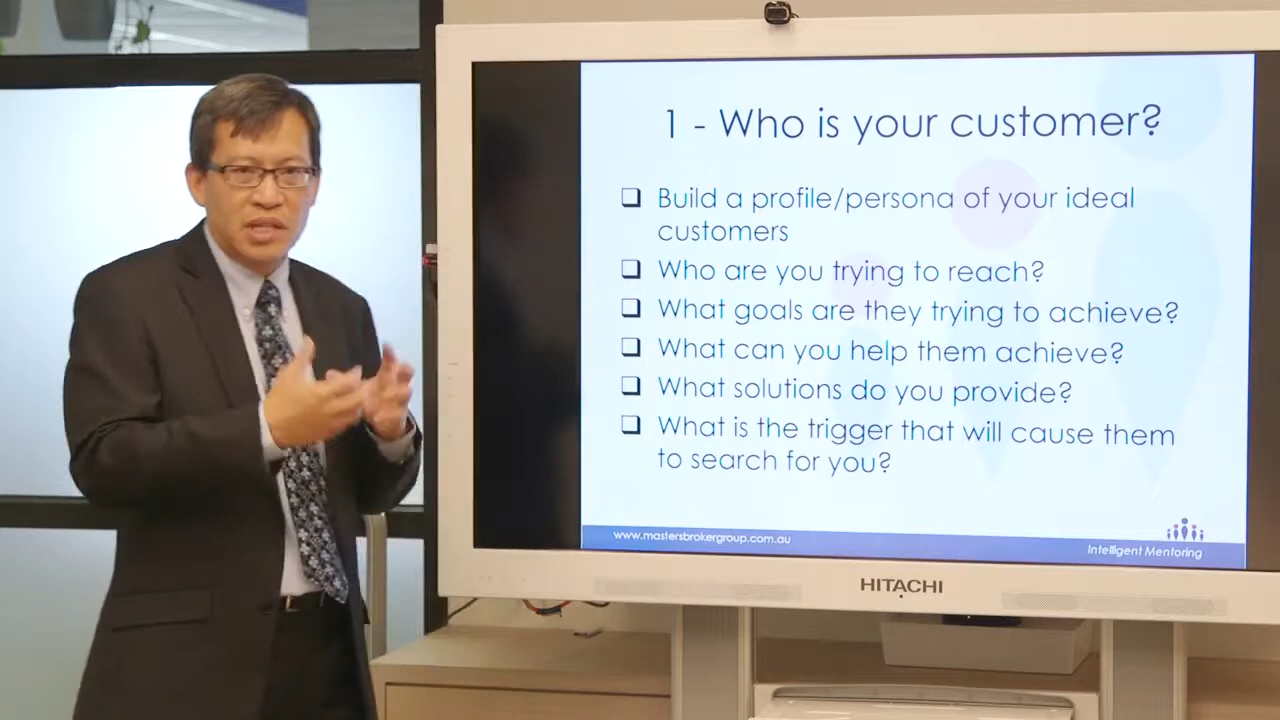 1 - Who is your customer?
❑ Build a profile/persona of your ideal
customers
❑ Who are you trying to reach?
❑ What goals are they trying to achieve?
❑ What can you help them achieve?
❑ What solutions do you provide?
❑ What is the trigger that will cause them
to search for you?
www.mastersbrokergroup.com.au
Intelligent Mentoring
HITACHI